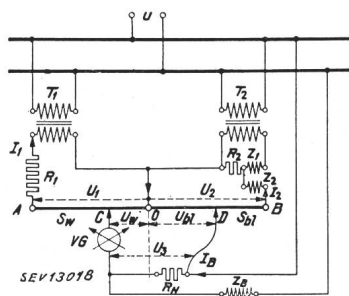 U
T1 T2
I1 R2 Z1
Z2
R1 I2
U1 U2
A Sw C Uw O Ubl D Sbl B
VG U3 IB
RN ZB
SEV13018